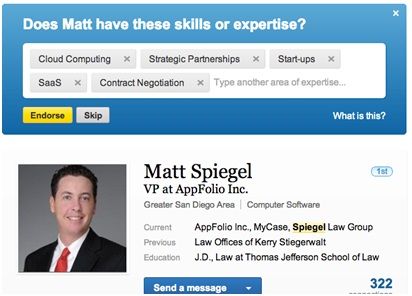 Does Matt have these skills or expertise?
Cloud Computing × Strategic Partnerships × Start-ups ×
SaaS × Contract Negotiation × Type another area of expertise...
Endorse Skip What is this?
Matt Spiegel 1st
VP at AppFolio Inc.
Greater San Diego Area | Computer Software
Current AppFolio Inc., MyCase, Spiegel Law Group
Previous Law Offices of Kerry Stiegerwalt
Education J.D., Law at Thomas Jefferson School of Law
Send a message 322
connections